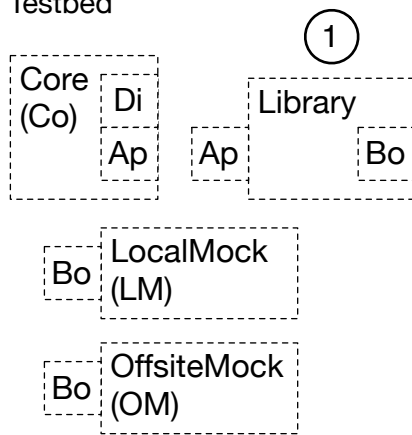 Testbed
1
Core
(Co)
Di
Ap
Ap
Library
Bo
Bo
LocalMock
(LM)
Bo
OffsiteMock
(OM)